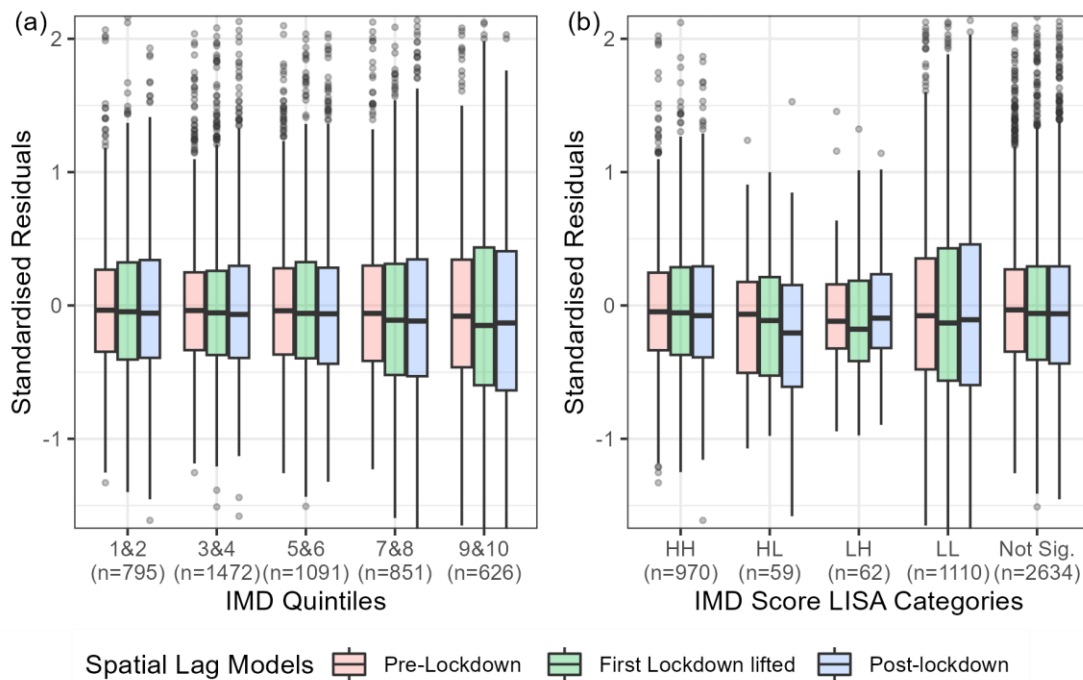 (a)
Standardised Residuals
2
1
0
-1
1&2
(n=795)
3&4
(n=1472)
5&6
(n=1091)
7&8
(n=851)
9&10
(n=626)
IMD Quintiles
(b)
Standardised Residuals
2
1
0
-1
HH
(n=970)
HL
(n=59)
LH
(n=62)
LL
(n=1110)
Not Sig.
(n=2634)
IMD Score LISA Categories
Spatial Lag Models Pre-Lockdown First Lockdown lifted Post-lockdown